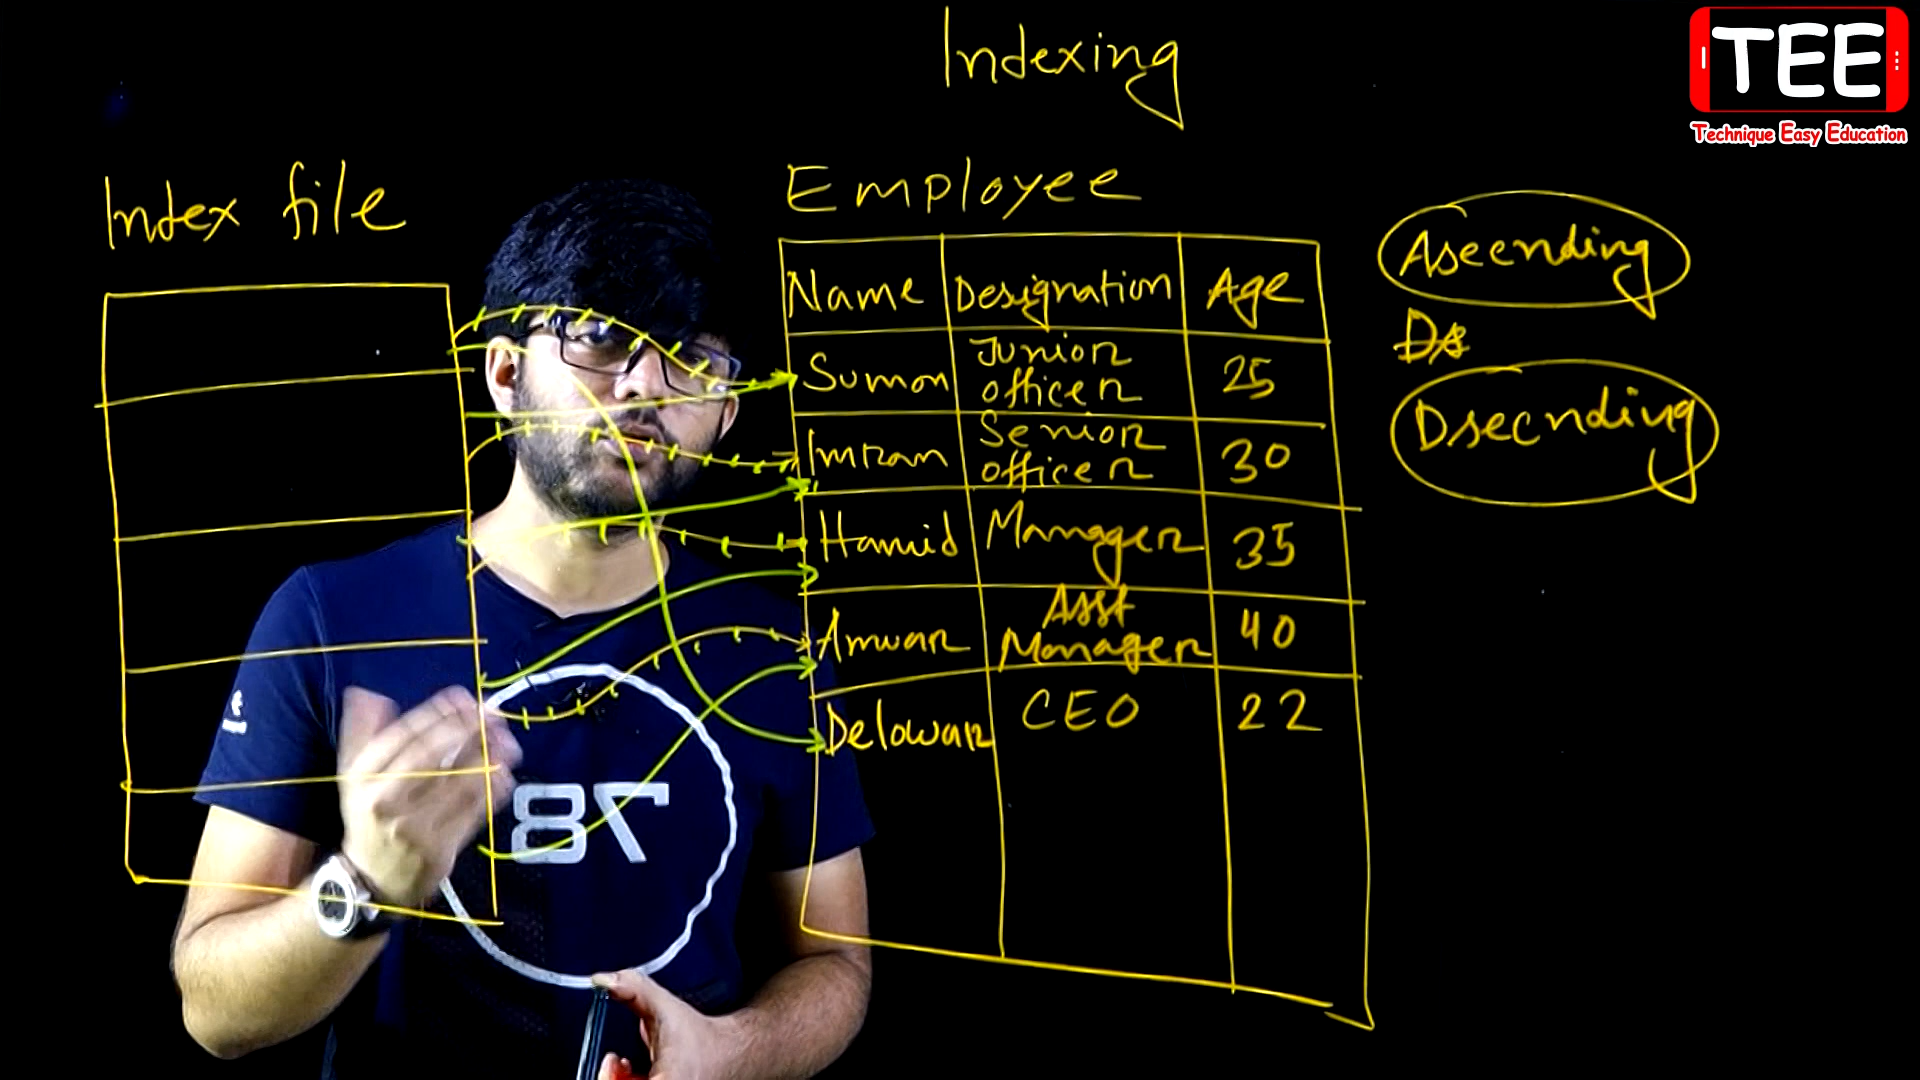 Indexing
TEE
Technique Easy Education
Index file
Employee
Name Designation Age
Sumon Junior officer 25
Imran Senior officer 30
Hamid Manager 35
Anwar Asst Manager 40
Delowar CEO 22
Ascending
Dsecnding
78